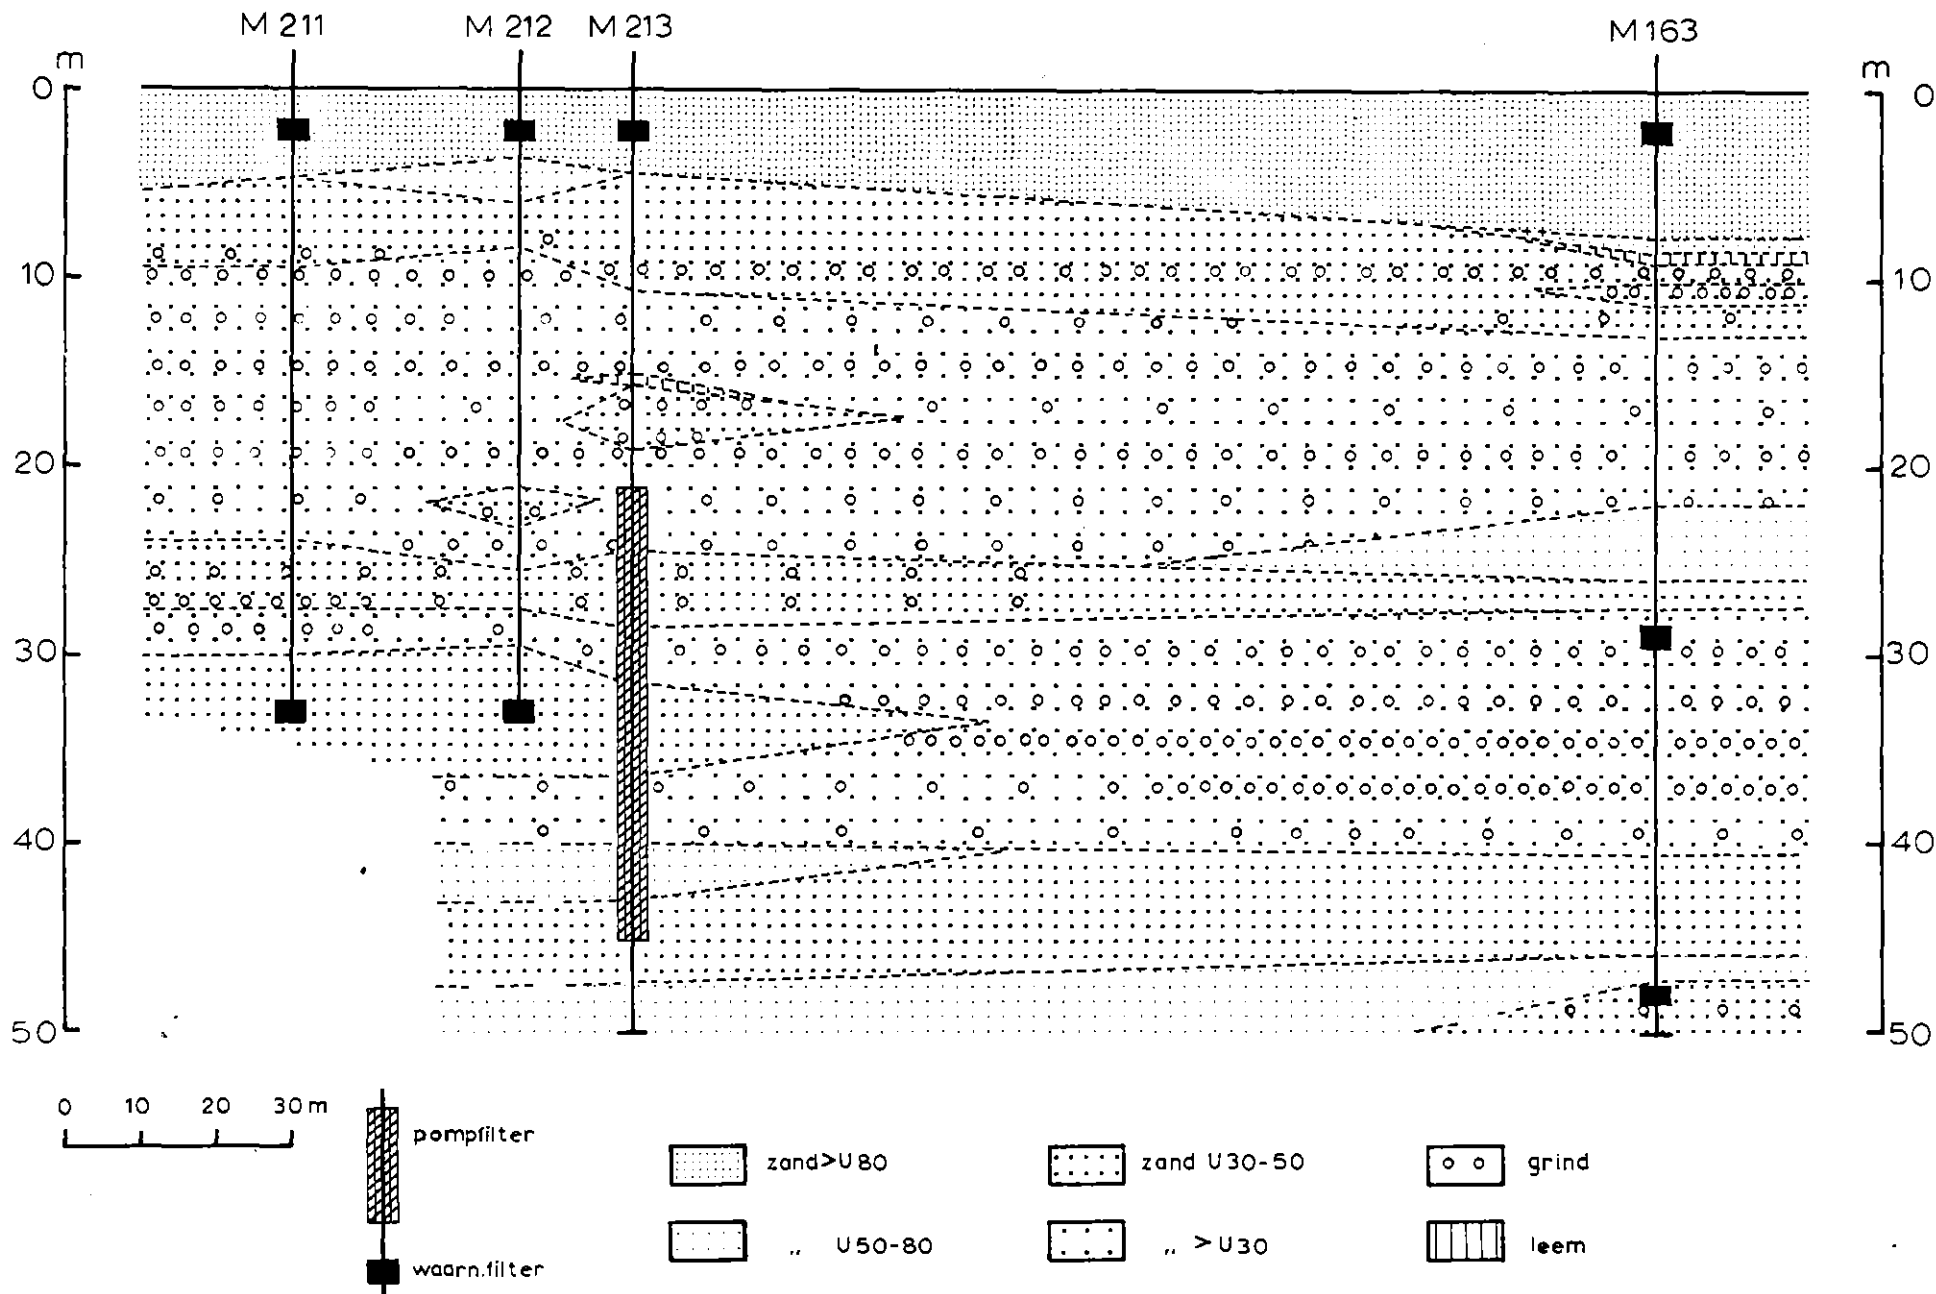 M 211 M 212 M 213 M 163
m m
0 0
10 10
20 20
30 30
40 40
50 50
0 10 20 30 m
pompfilter
waarn.filter
zand>U80 zand U30-50 grind
„ U50-80 „ >U30 leem